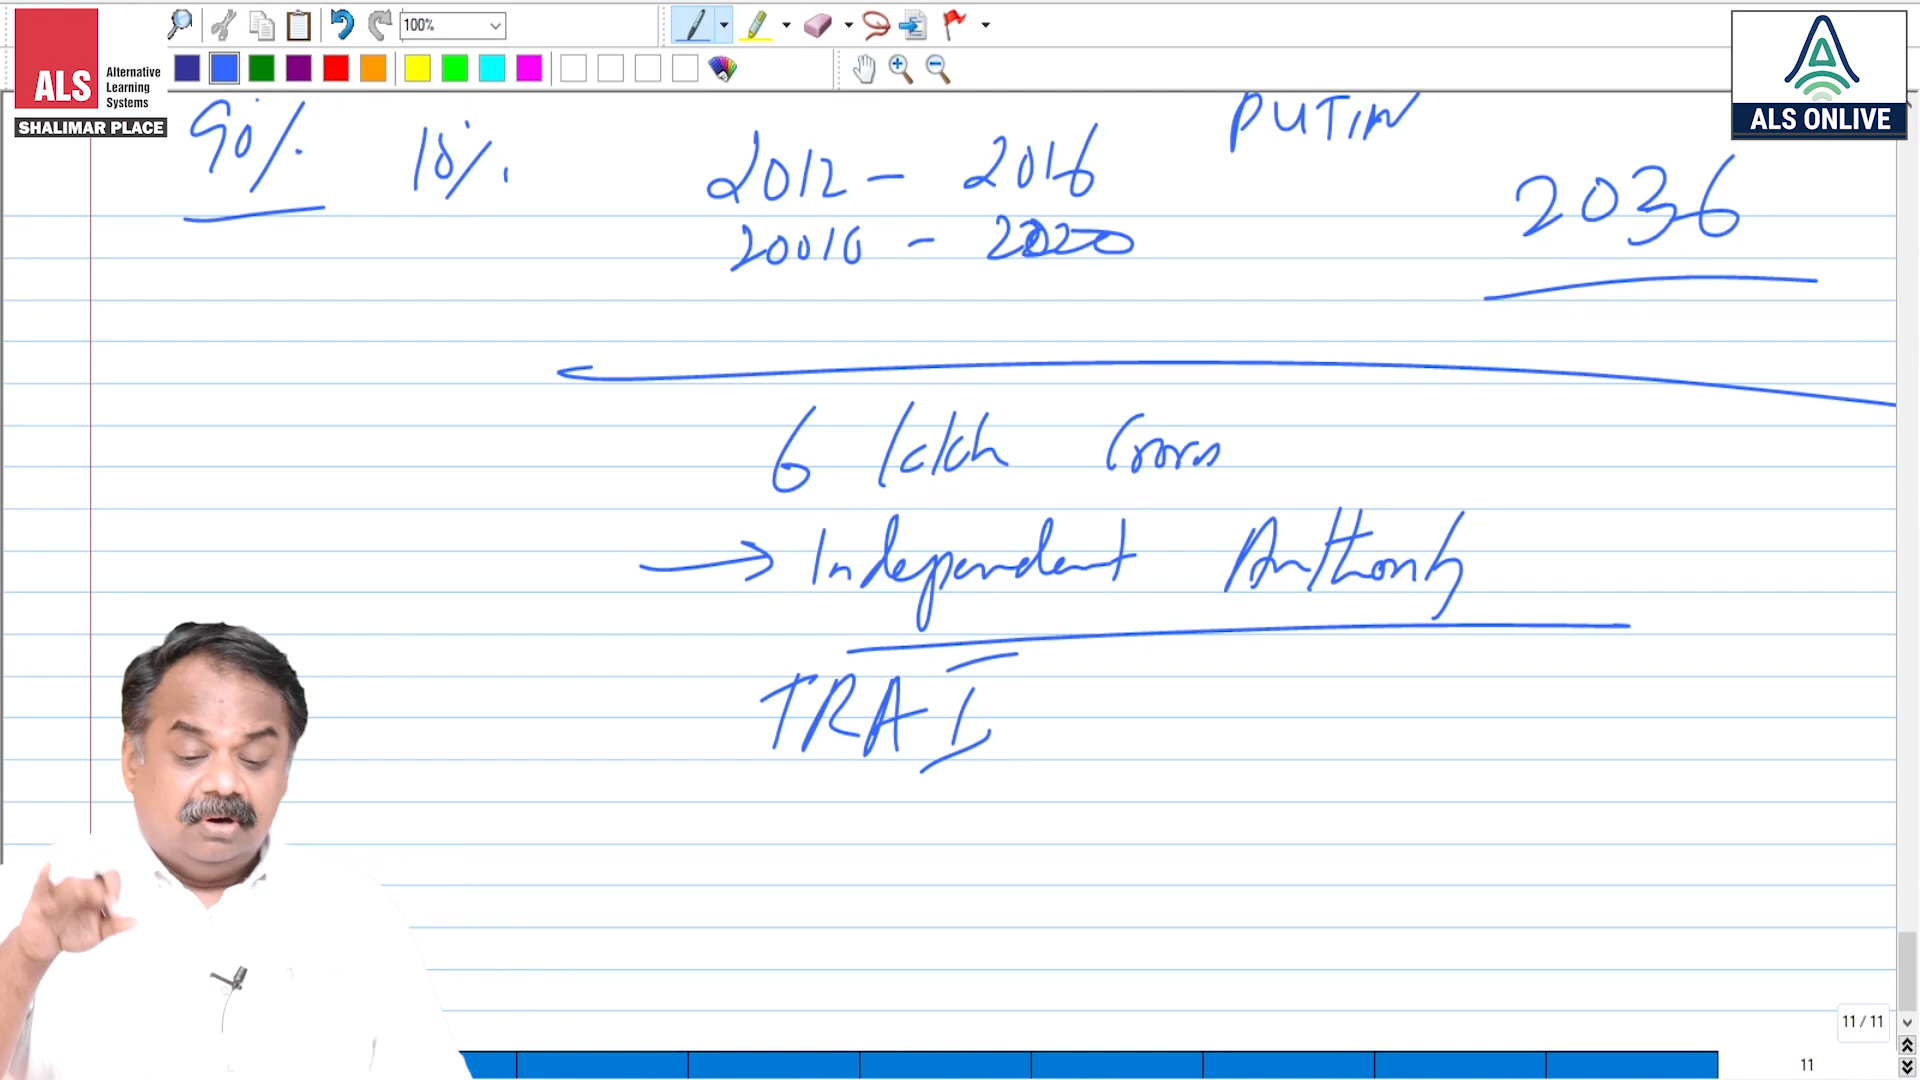 100%
ALS
Alternative
Learning
Systems
SHALIMAR PLACE
ALS ONLIVE
90%. 10%.
PUTIN
2012 - 2016
2036
20010 - 2020
6 lakh Crores
→ Independent Authority
TRAI
11 / 11
11